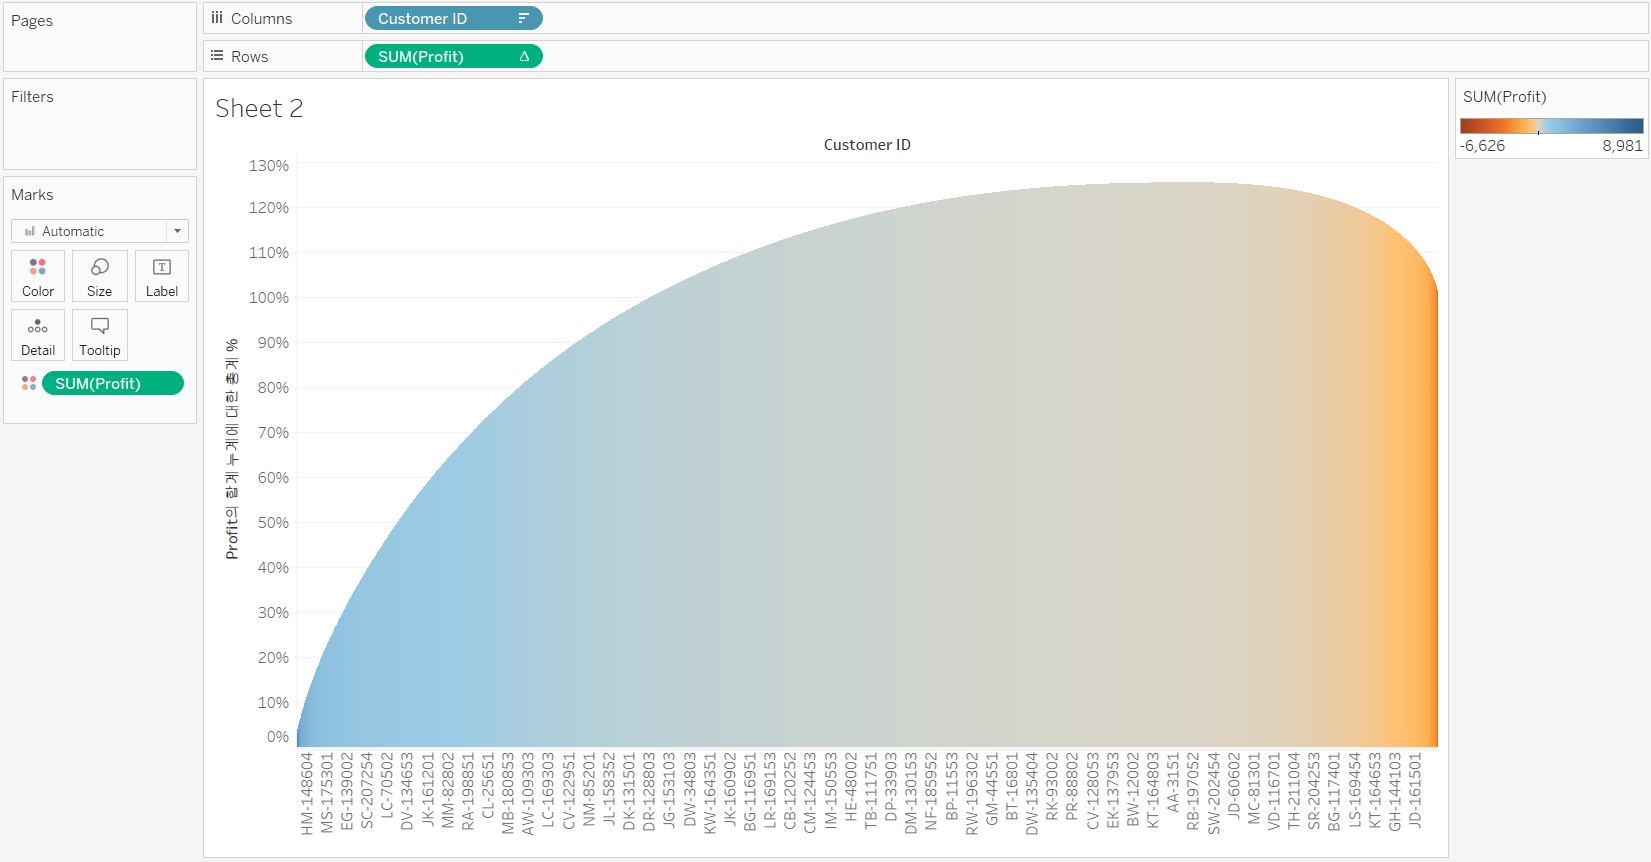 Pages
Columns
Customer ID
Rows
SUM(Profit)
Filters
Marks
Automatic
Color
Size
Label
Detail
Tooltip
SUM(Profit)
Sheet 2
Customer ID
Profit의 합계 누계에 대한 총계 %
130%
120%
110%
100%
90%
80%
70%
60%
50%
40%
30%
20%
10%
0%
HM-148604
MS-175301
EG-139002
SC-207254
LC-70502
DV-134653
JK-161201
MM-82802
RA-198851
CL-25651
MB-180853
AW-109303
LC-169303
CV-122951
NM-85201
JL-158352
DK-131501
DR-128803
JG-153103
DW-34803
KW-164351
JK-160902
BG-116951
LR-169153
CB-120252
CM-124453
IM-150553
HE-48002
TB-111751
DP-33903
DM-130153
NF-185952
BP-11553
RW-196302
GM-44551
BT-16801
DW-135404
RK-93002
PR-88802
CV-128053
EK-137953
BW-12002
KT-164803
AA-3151
RB-197052
SW-202454
JD-60602
MC-81301
VD-116701
TH-211004
SR-204253
BG-117401
LS-169454
KT-164653
GH-144103
JD-161501
SUM(Profit)
-6,626
8,981